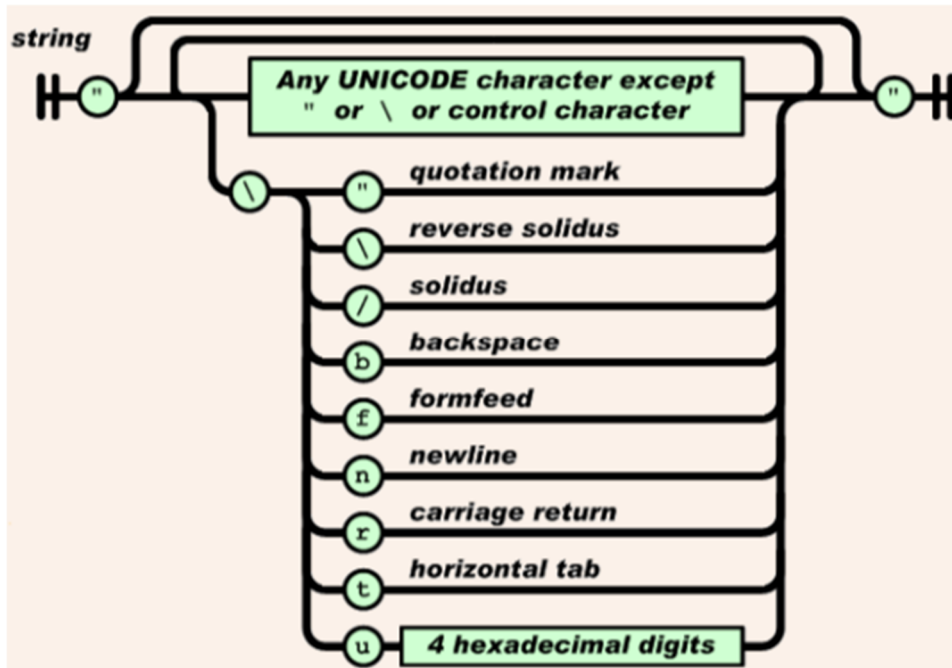 string
"
Any UNICODE character except
" or \ or control character
"
\
" quotation mark
\ reverse solidus
/ solidus
b backspace
f formfeed
n newline
r carriage return
t horizontal tab
u 4 hexadecimal digits